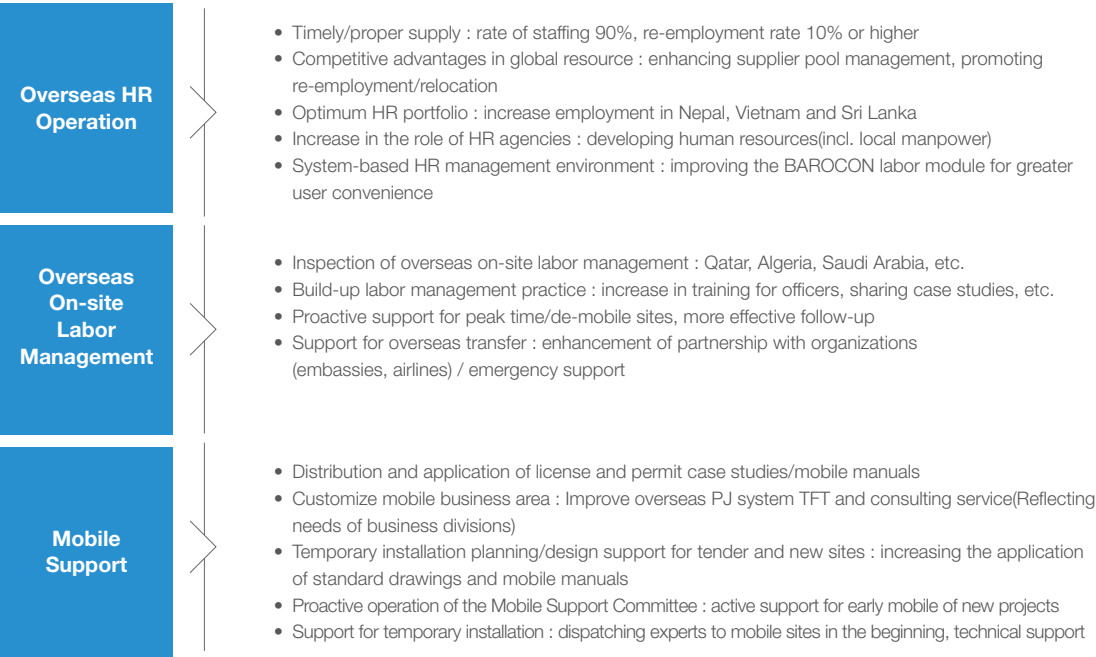 Overseas HR
Operation
• Timely/proper supply : rate of staffing 90%, re-employment rate 10% or higher
• Competitive advantages in global resource : enhancing supplier pool management, promoting
re-employment/relocation
• Optimum HR portfolio : increase employment in Nepal, Vietnam and Sri Lanka
• Increase in the role of HR agencies : developing human resources(incl. local manpower)
• System-based HR management environment : improving the BAROCON labor module for greater
user convenience
Overseas
On-site
Labor
Management
• Inspection of overseas on-site labor management : Qatar, Algeria, Saudi Arabia, etc.
• Build-up labor management practice : increase in training for officers, sharing case studies, etc.
• Proactive support for peak time/de-mobile sites, more effective follow-up
• Support for overseas transfer : enhancement of partnership with organizations
(embassies, airlines) / emergency support
Mobile
Support
• Distribution and application of license and permit case studies/mobile manuals
• Customize mobile business area : Improve overseas PJ system TFT and consulting service(Reflecting
needs of business divisions)
• Temporary installation planning/design support for tender and new sites : increasing the application
of standard drawings and mobile manuals
• Proactive operation of the Mobile Support Committee : active support for early mobile of new projects
• Support for temporary installation : dispatching experts to mobile sites in the beginning, technical support